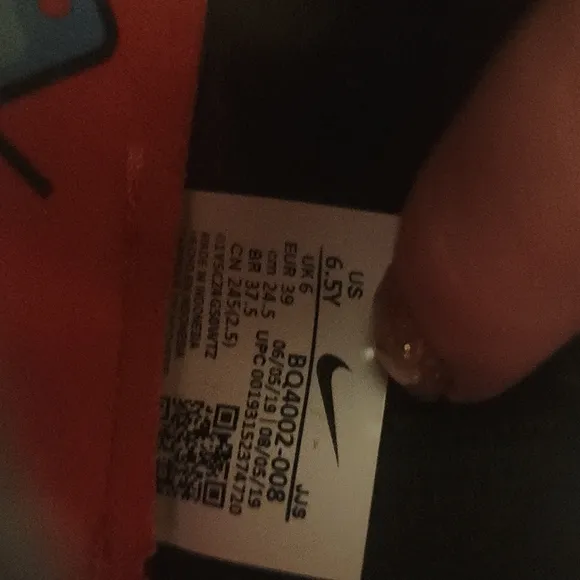 US
6.5Y
UK 6
EUR 39
cm 24.5
BR 37.5
CN 245(2.5)
JJS
BQ4002-008
06/05/19 | 08/05/19
UPC 00193152374720
MADE IN INDONESIA